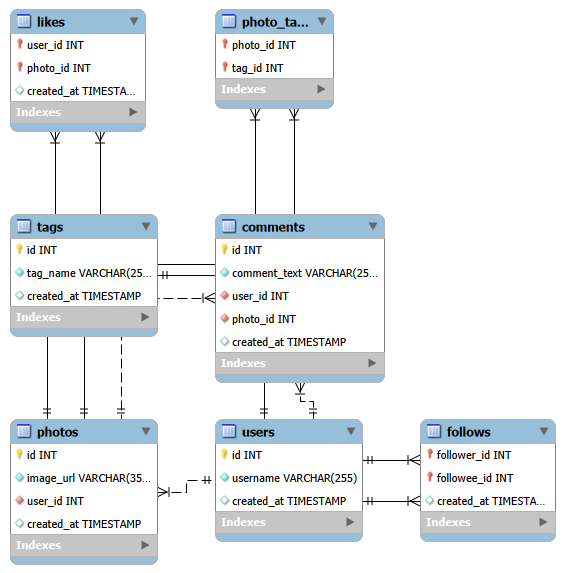 likes
user_id INT
photo_id INT
created_at TIMESTA...
Indexes
photo_ta...
photo_id INT
tag_id INT
Indexes
tags
id INT
tag_name VARCHAR(25...
created_at TIMESTAMP
Indexes
comments
id INT
comment_text VARCHAR(25...
user_id INT
photo_id INT
created_at TIMESTAMP
Indexes
photos
id INT
image_url VARCHAR(35...
user_id INT
created_at TIMESTAMP
Indexes
users
id INT
username VARCHAR(255)
created_at TIMESTAMP
Indexes
follows
follower_id INT
followee_id INT
created_at TIMESTA...
Indexes